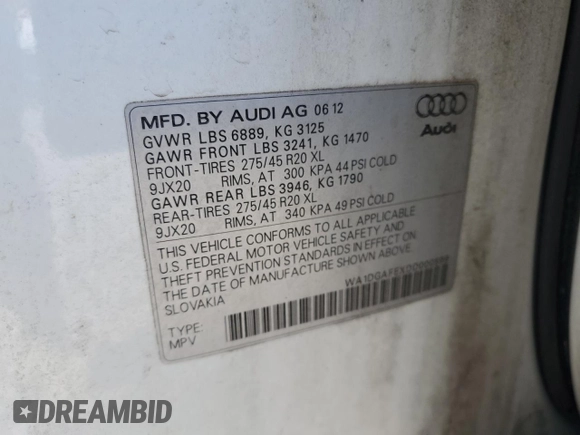 MFD. BY AUDI AG 06 12
GVWR LBS 6889, KG 3125
GAWR FRONT LBS 3241, KG 1470
FRONT-TIRES 275/45 R20 XL
9JX20 RIMS, AT 300 KPA 44 PSI COLD
GAWR REAR LBS 3946, KG 1790
REAR-TIRES 275/45 R20 XL
9JX20 RIMS, AT 340 KPA 49 PSI COLD
THIS VEHICLE CONFORMS TO ALL APPLICABLE
U.S. FEDERAL MOTOR VEHICLE SAFETY AND
THEFT PREVENTION STANDARDS IN EFFECT ON
THE DATE OF MANUFACTURE SHOWN ABOVE.
SLOVAKIA
TYPE:
MPV
Audi
DREAMBID